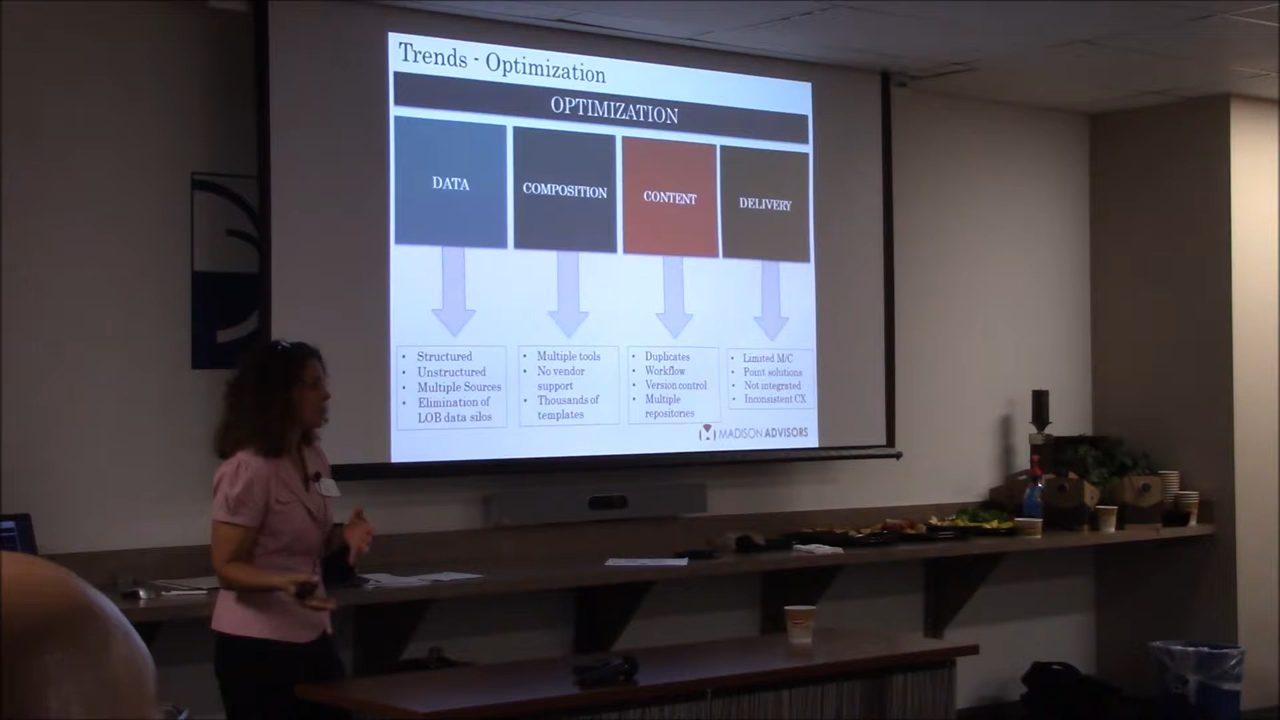 Trends - Optimization
OPTIMIZATION
DATA
COMPOSITION
CONTENT
DELIVERY
• Structured
• Unstructured
• Multiple Sources
• Elimination of
LOB data silos
• Multiple tools
• No vendor
support
• Thousands of
templates
• Duplicates
• Workflow
• Version control
• Multiple
repositories
• Limited M/C
• Point solutions
• Not integrated
• Inconsistent CX
MADISON ADVISORS